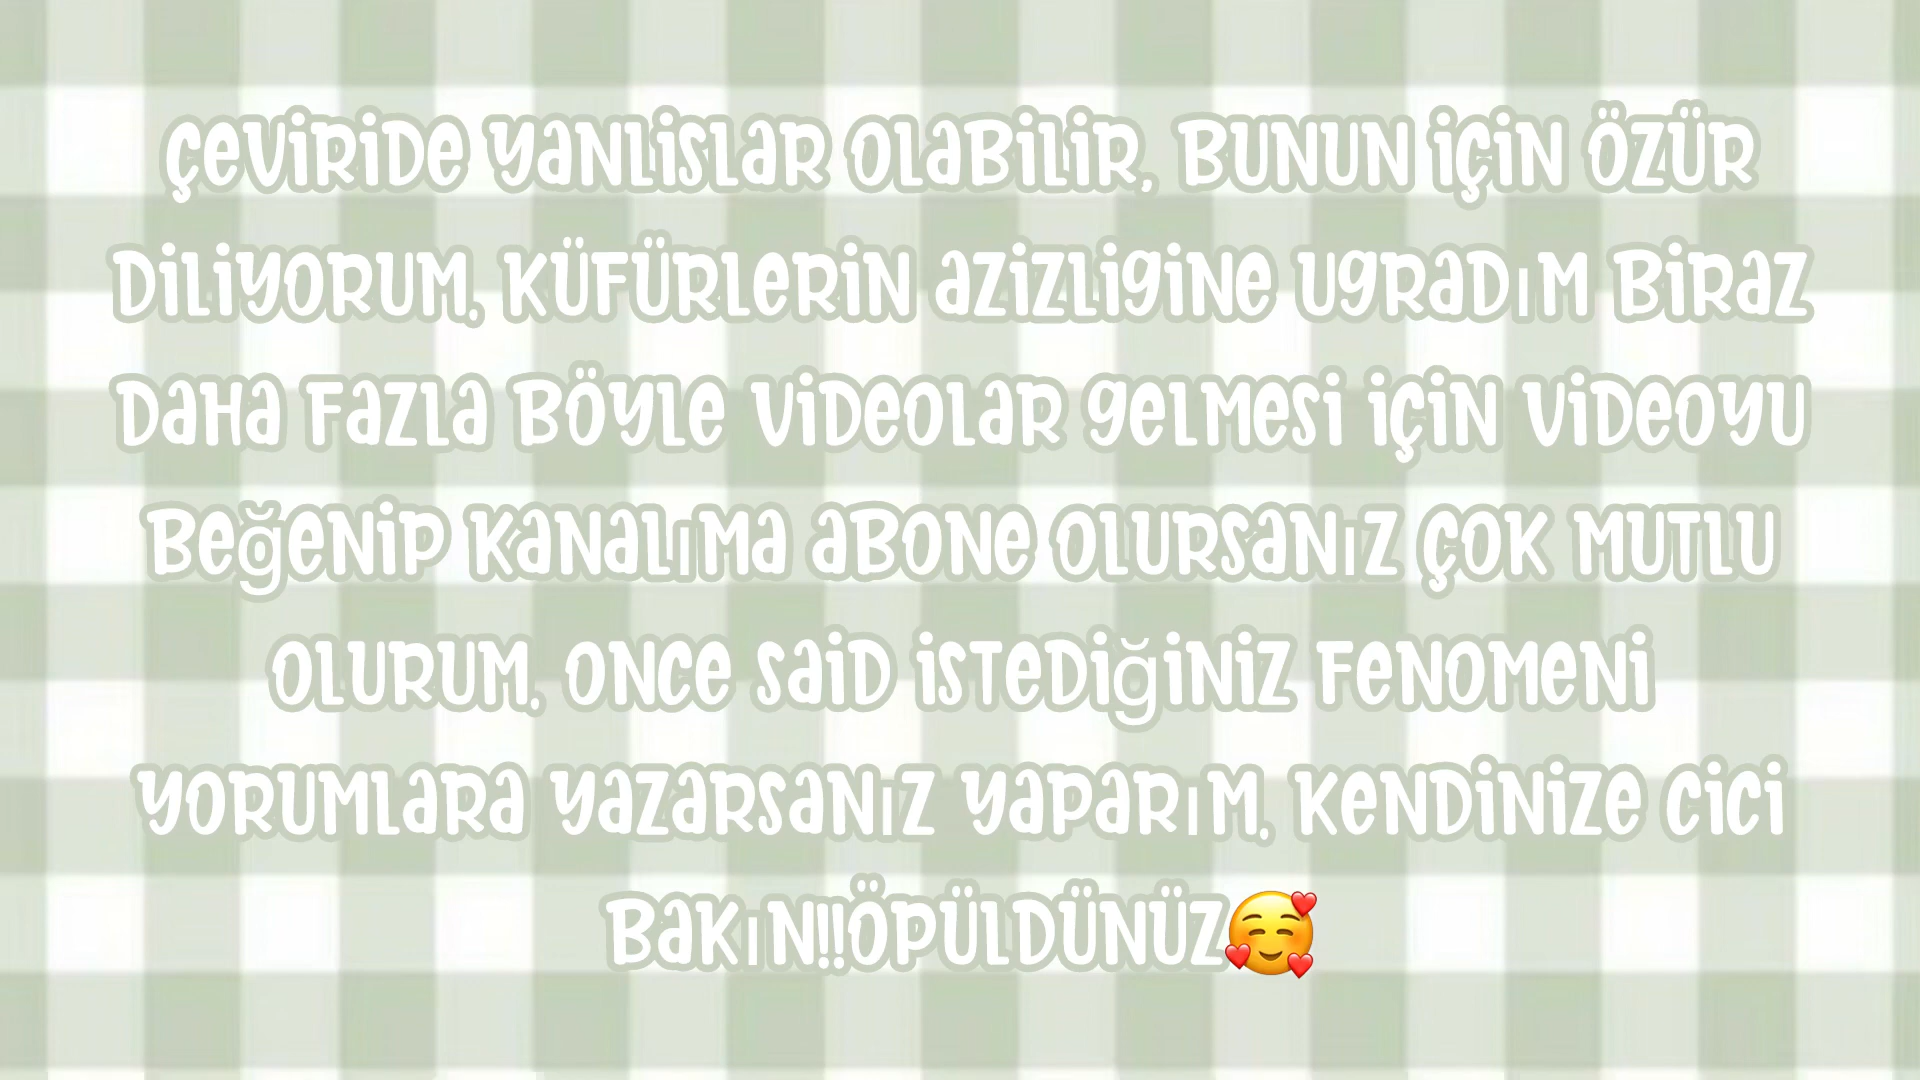 Çeviride yanlislar olabilir, bunun için özür
diliyorum. Küfürlerin azizligine ugradım biraz
daha fazla böyle videolar gelmesi için videoyu
beğenip kanalıma abone olursanız çok mutlu
olurum. Once said istediğiniz fenomeni
yorumlara yazarsanız yaparım. Kendinize cici
bakın!!Öpüldünüz🥰